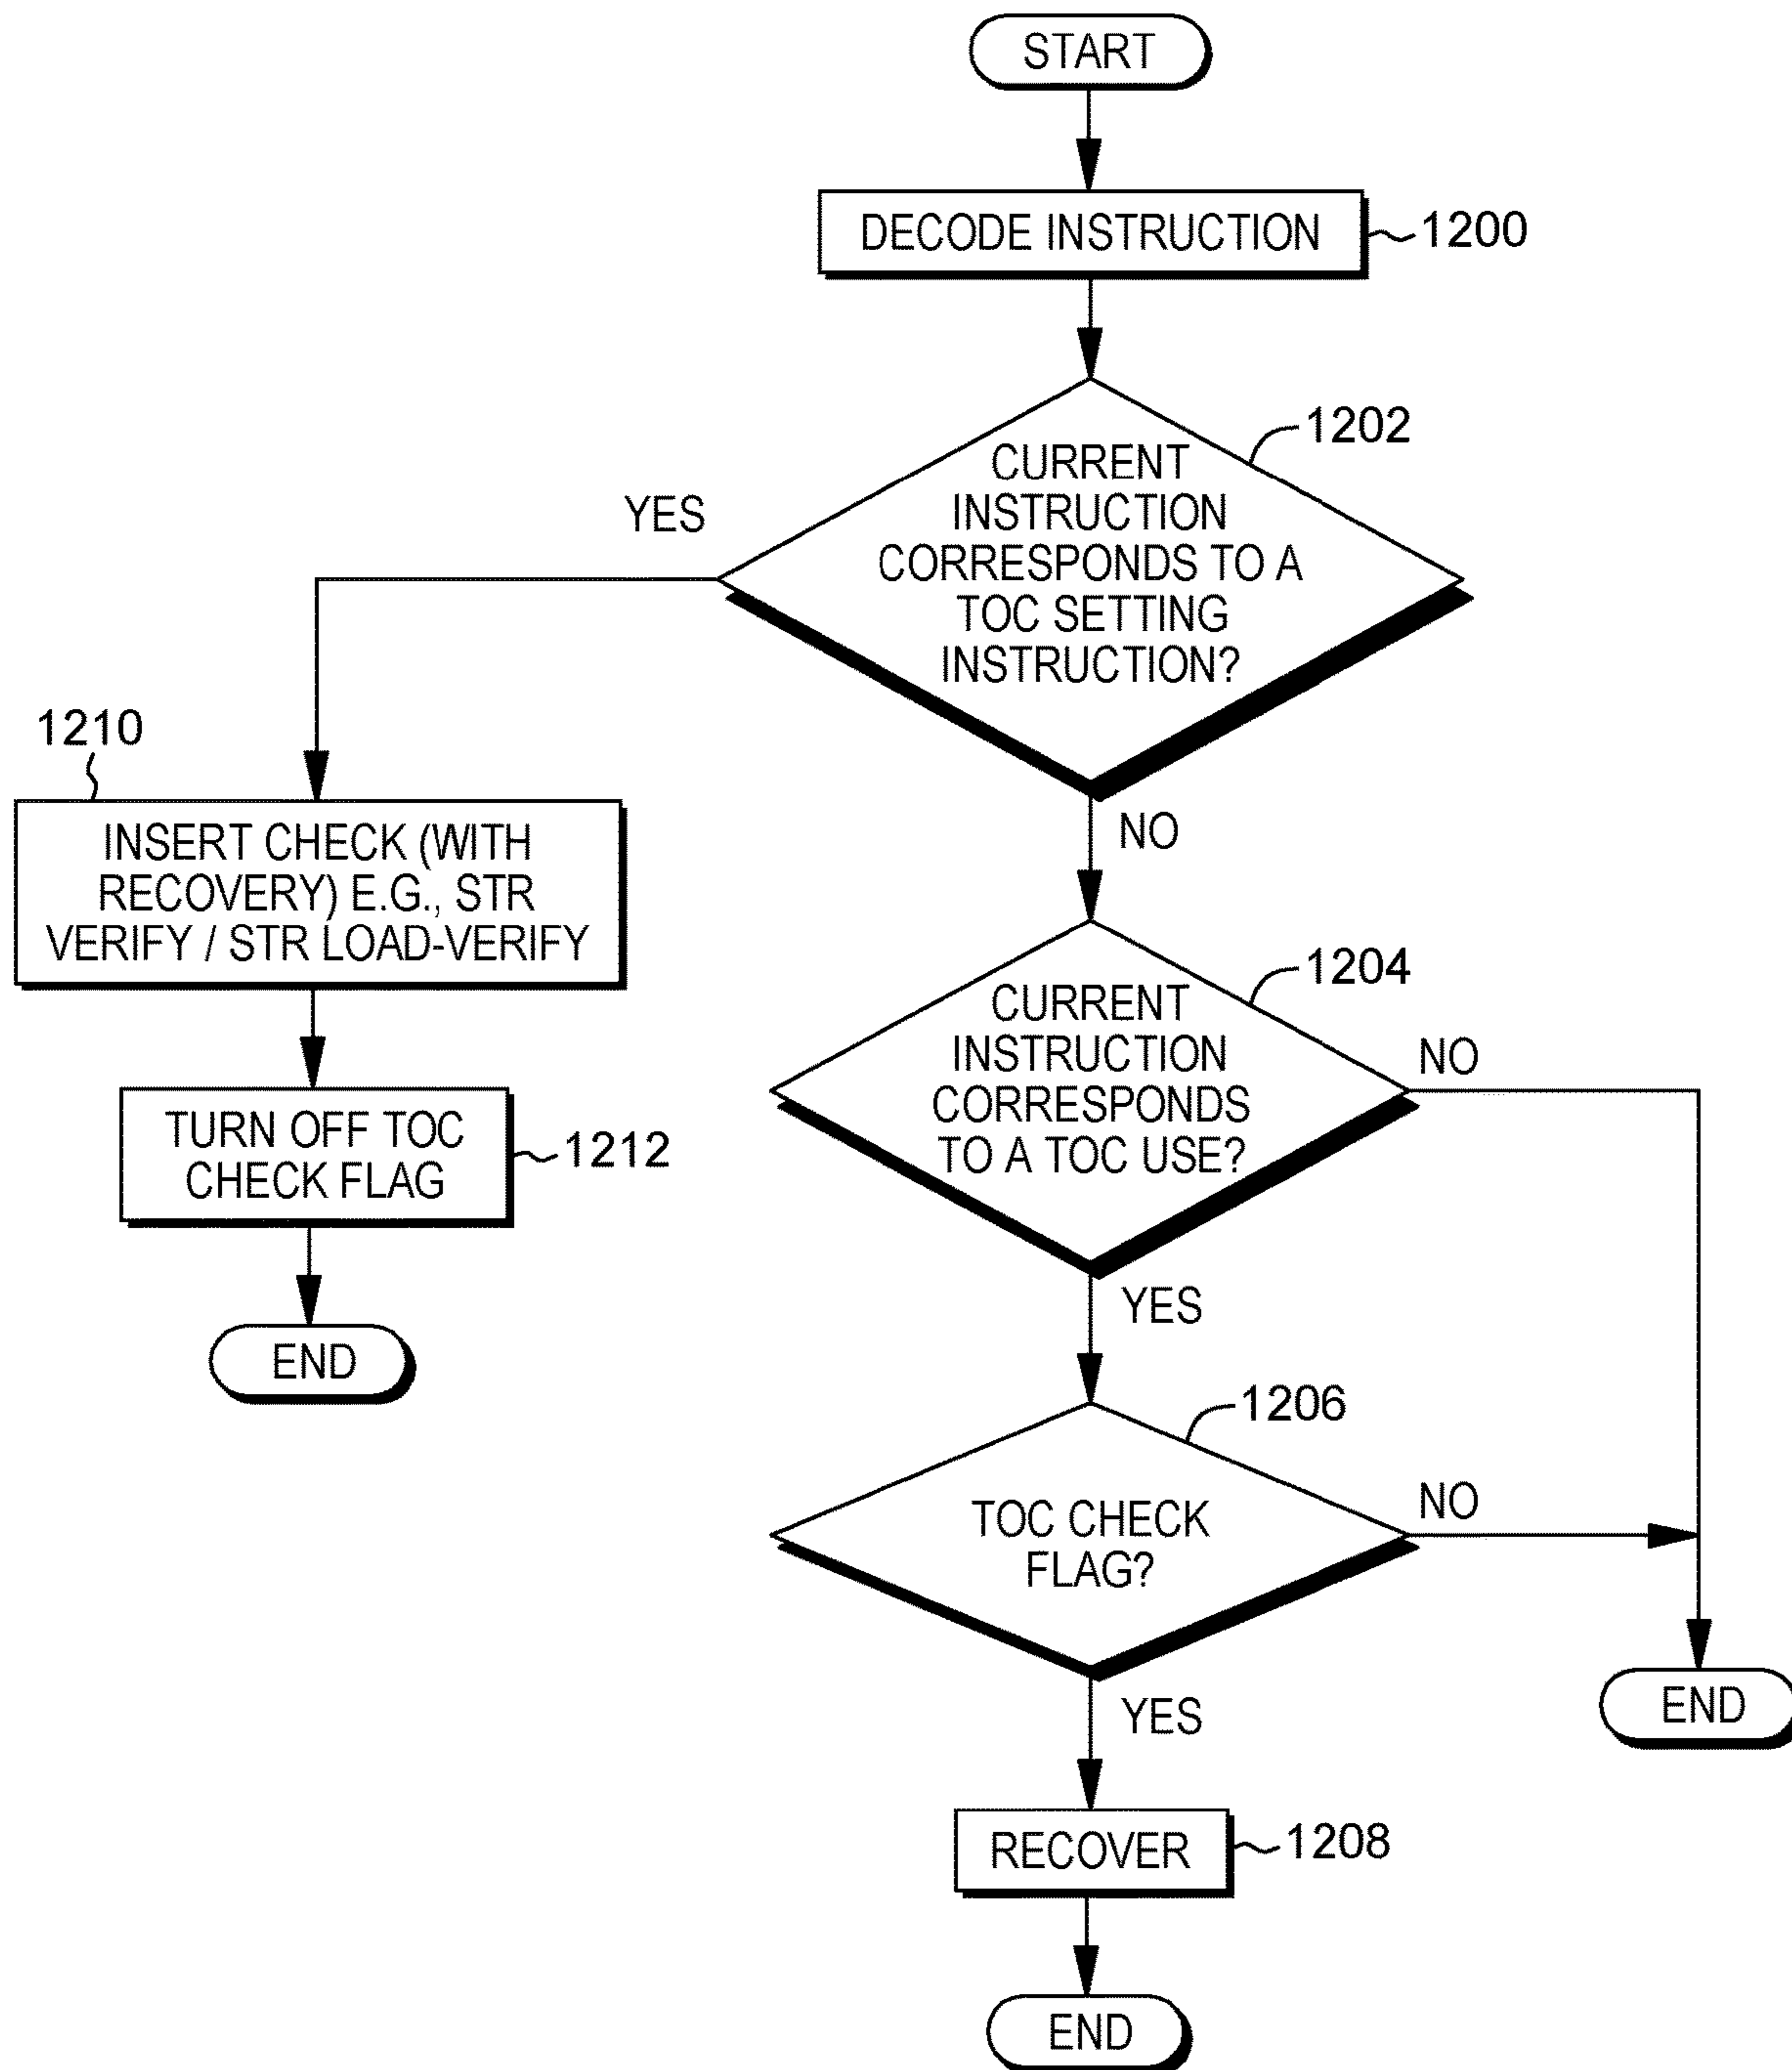 START
DECODE INSTRUCTION
1200
1202
CURRENT
INSTRUCTION
CORRESPONDS TO A
TOC SETTING
INSTRUCTION?
YES
NO
1210
INSERT CHECK (WITH
RECOVERY) E.G., STR
VERIFY / STR LOAD-VERIFY
TURN OFF TOC
CHECK FLAG
1212
END
1204
CURRENT
INSTRUCTION
CORRESPONDS
TO A TOC USE?
NO
YES
1206
TOC CHECK
FLAG?
NO
YES
END
RECOVER
1208
END